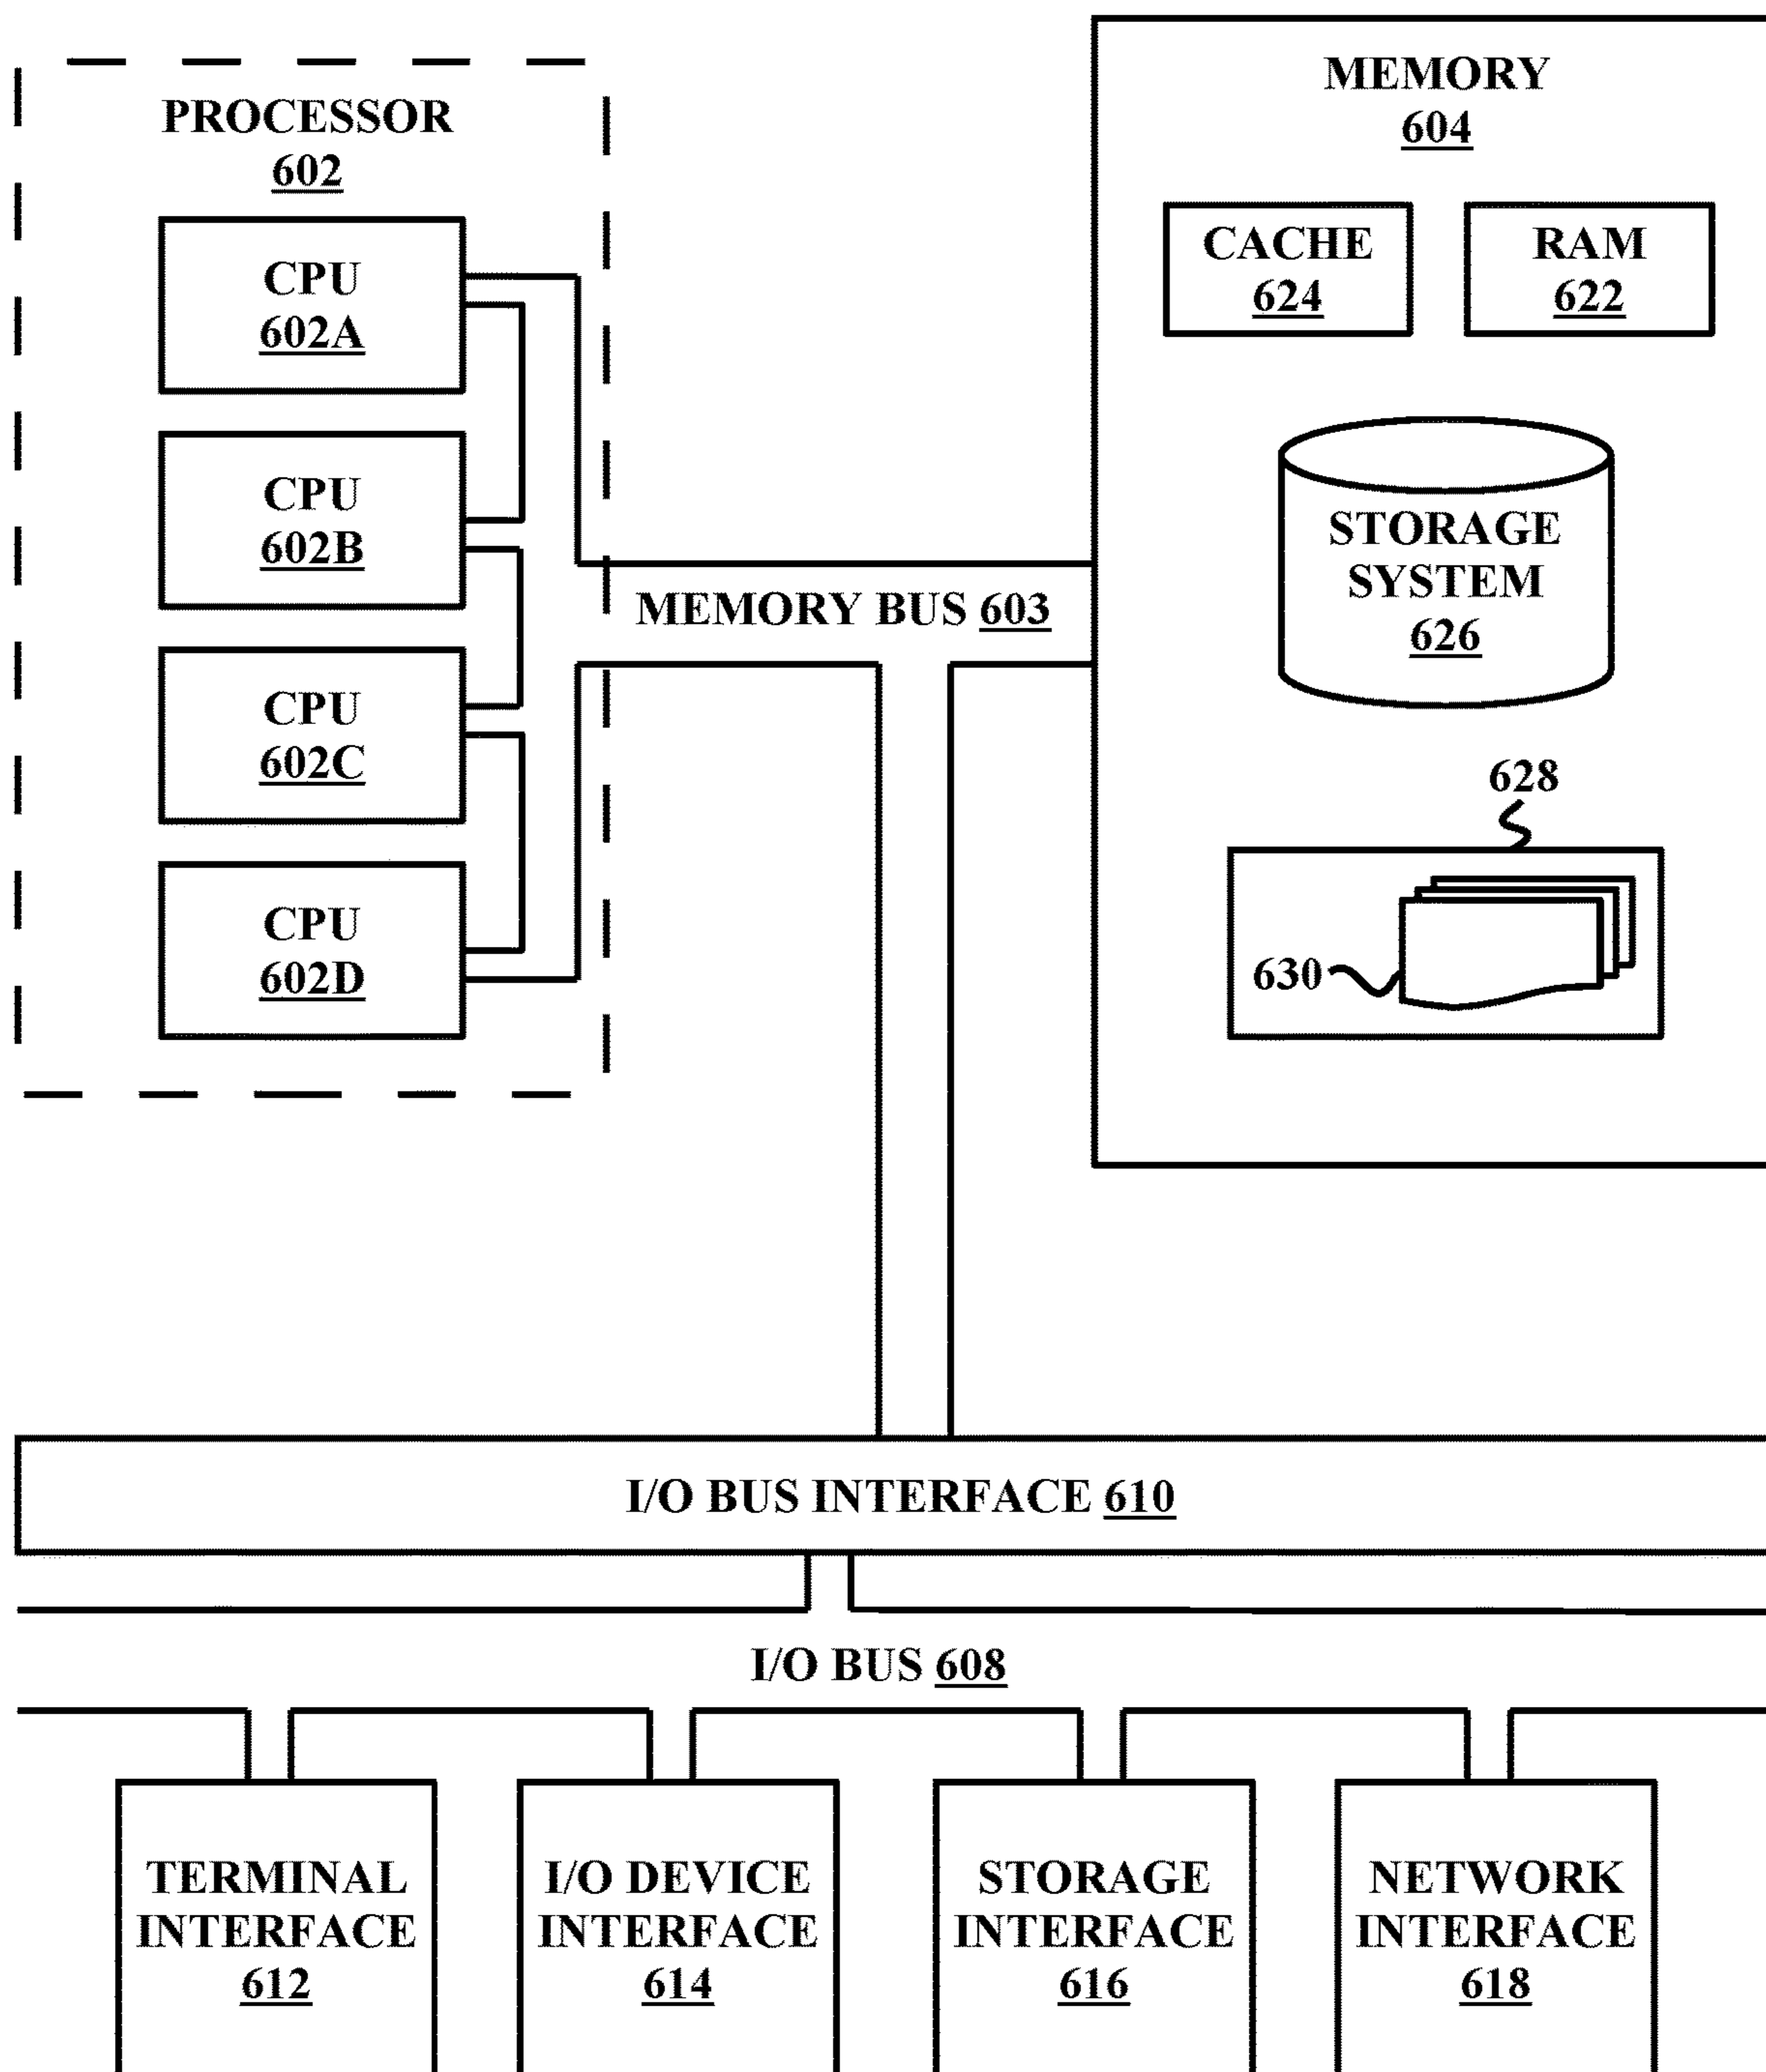 PROCESSOR
602
CPU
602A
CPU
602B
CPU
602C
CPU
602D
MEMORY BUS 603
MEMORY
604
CACHE
624
RAM
622
STORAGE
SYSTEM
626
628
630
I/O BUS INTERFACE 610
I/O BUS 608
TERMINAL
INTERFACE
612
I/O DEVICE
INTERFACE
614
STORAGE
INTERFACE
616
NETWORK
INTERFACE
618